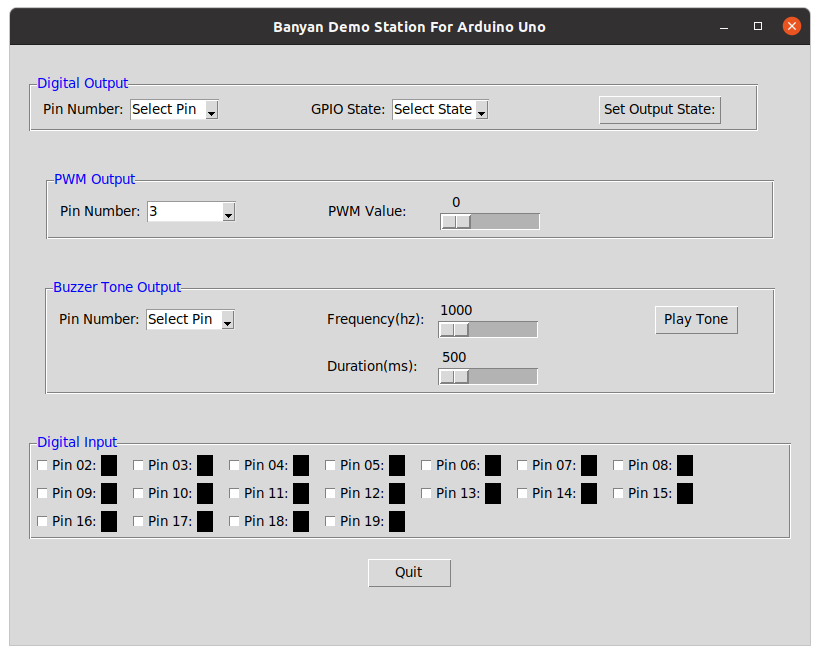 Banyan Demo Station For Arduino Uno
Digital Output
Pin Number: Select Pin GPIO State: Select State Set Output State:
PWM Output
0
Pin Number: 3 PWM Value:
Buzzer Tone Output
1000
Pin Number: Select Pin Frequency(hz): Play Tone
500
Duration(ms):
Digital Input
Pin 02: Pin 03: Pin 04: Pin 05: Pin 06: Pin 07: Pin 08:
Pin 09: Pin 10: Pin 11: Pin 12: Pin 13: Pin 14: Pin 15:
Pin 16: Pin 17: Pin 18: Pin 19:
Quit